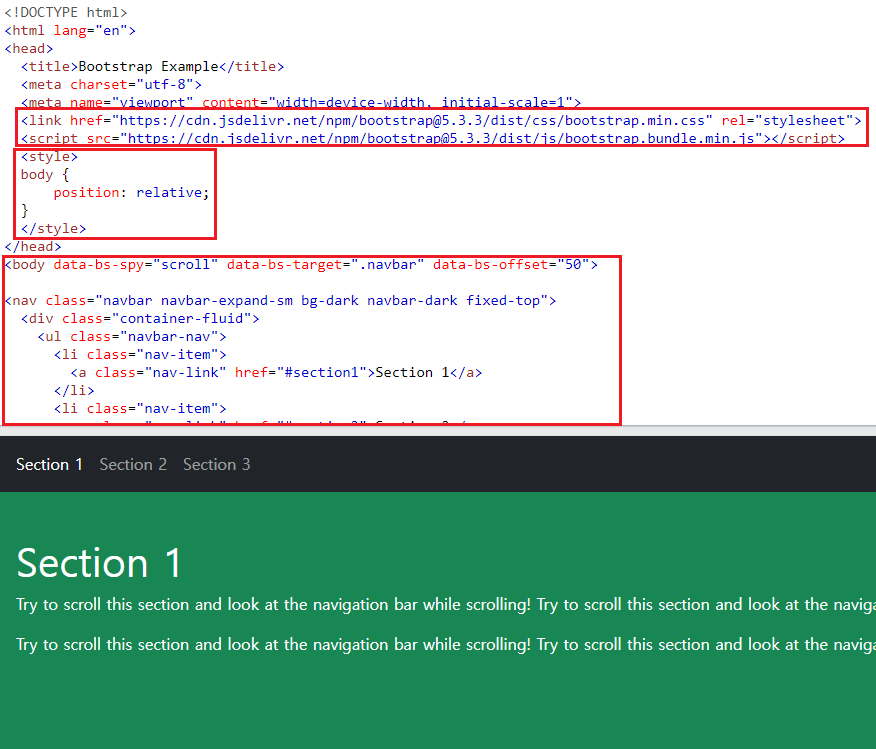 <!DOCTYPE html>
<html lang="en">
<head>
  <title>Bootstrap Example</title>
  <meta charset="utf-8">
  <meta name="viewport" content="width=device-width, initial-scale=1">
  <link href="https://cdn.jsdelivr.net/npm/bootstrap@5.3.3/dist/css/bootstrap.min.css" rel="stylesheet">
  <script src="https://cdn.jsdelivr.net/npm/bootstrap@5.3.3/dist/js/bootstrap.bundle.min.js"></script>
  <style>
  body {
      position: relative;
  }
  </style>
</head>
<body data-bs-spy="scroll" data-bs-target=".navbar" data-bs-offset="50">
<nav class="navbar navbar-expand-sm bg-dark navbar-dark fixed-top">
  <div class="container-fluid">
    <ul class="navbar-nav">
      <li class="nav-item">
        <a class="nav-link" href="#section1">Section 1</a>
      </li>
      <li class="nav-item">
Section 1 Section 2 Section 3
Section 1
Try to scroll this section and look at the navigation bar while scrolling! Try to scroll this section and look at the
Try to scroll this section and look at the navigation bar while scrolling! Try to scroll this section and look at the